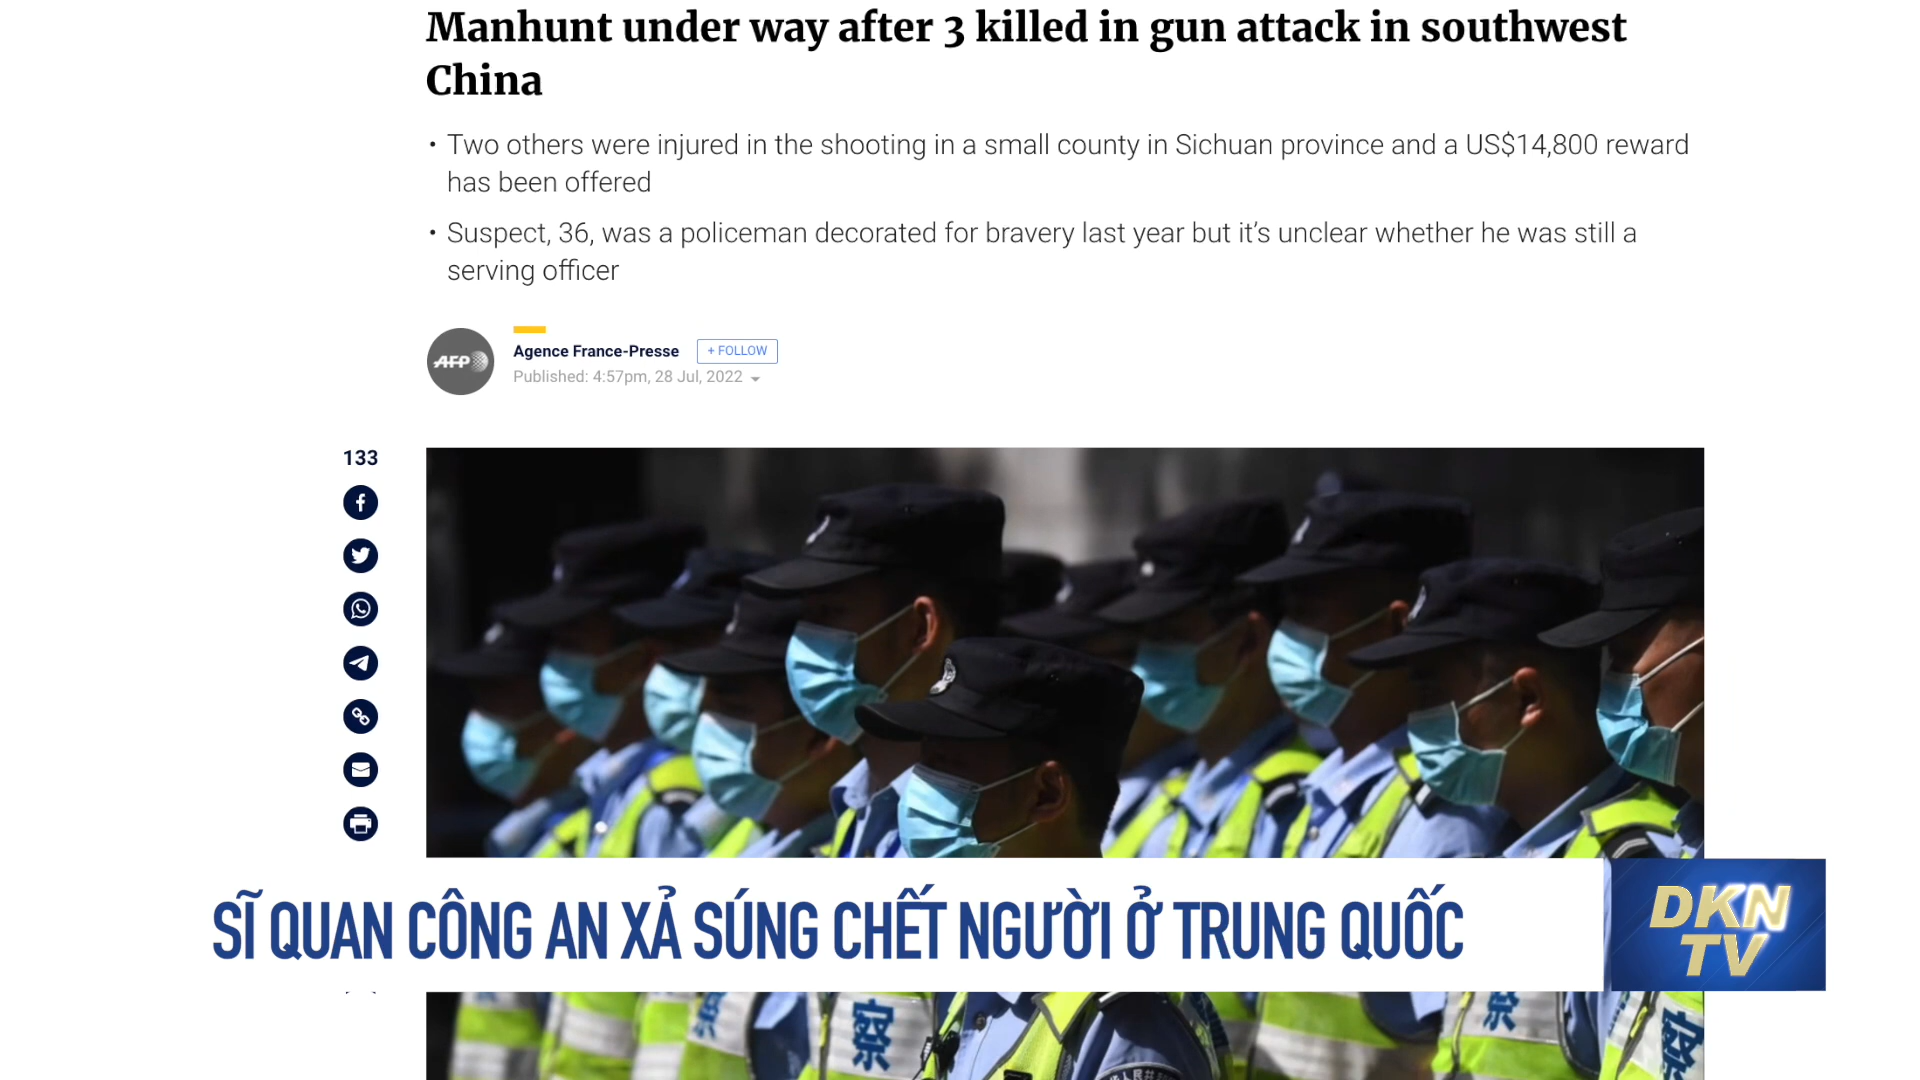 Manhunt under way after 3 killed in gun attack in southwest
China
• Two others were injured in the shooting in a small county in Sichuan province and a US$14,800 reward
has been offered
• Suspect, 36, was a policeman decorated for bravery last year but it’s unclear whether he was still a
serving officer
AFP
Agence France-Presse + FOLLOW
Published: 4:57pm, 28 Jul, 2022
133
SĨ QUAN CÔNG AN XẢ SÚNG CHẾT NGƯỜI Ở TRUNG QUỐC
DKN
TV
察
察
察